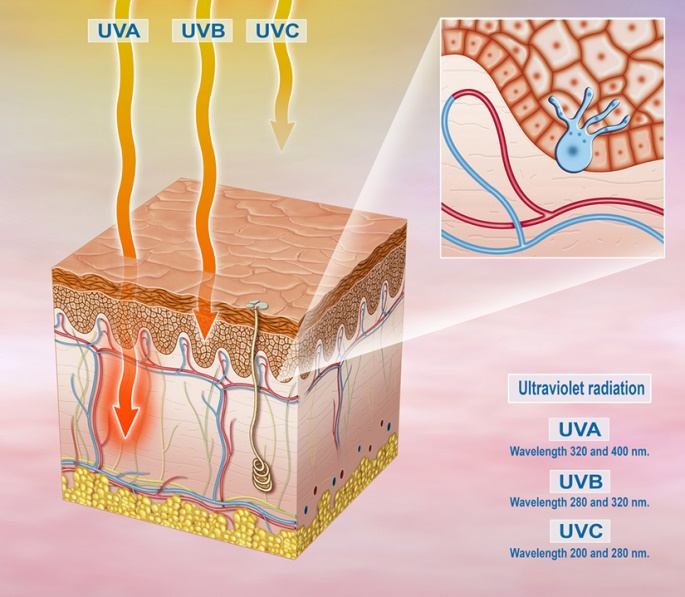 UVA UVB UVC
Ultraviolet radiation
UVA
Wavelength 320 and 400 nm.
UVB
Wavelength 280 and 320 nm.
UVC
Wavelength 200 and 280 nm.